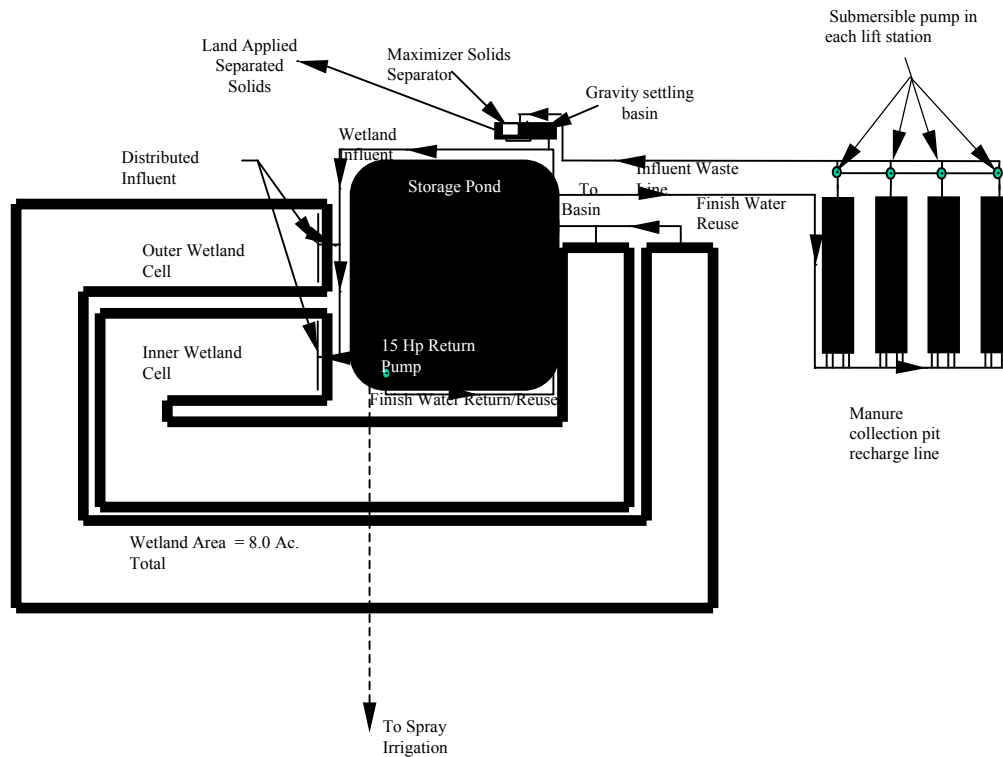 Submersible pump in
each lift station
Land Applied
Separated
Solids
Maximizer Solids
Separator
Gravity settling
basin
Wetland
Influent
Distributed
Influent
Storage Pond
To
Basin
Influent Waste
Line
Finish Water
Reuse
Outer Wetland
Cell
Inner Wetland
Cell
15 Hp Return
Pump
Finish Water Return/Reuse
Manure
collection pit
recharge line
Wetland Area = 8.0 Ac.
Total
To Spray
Irrigation